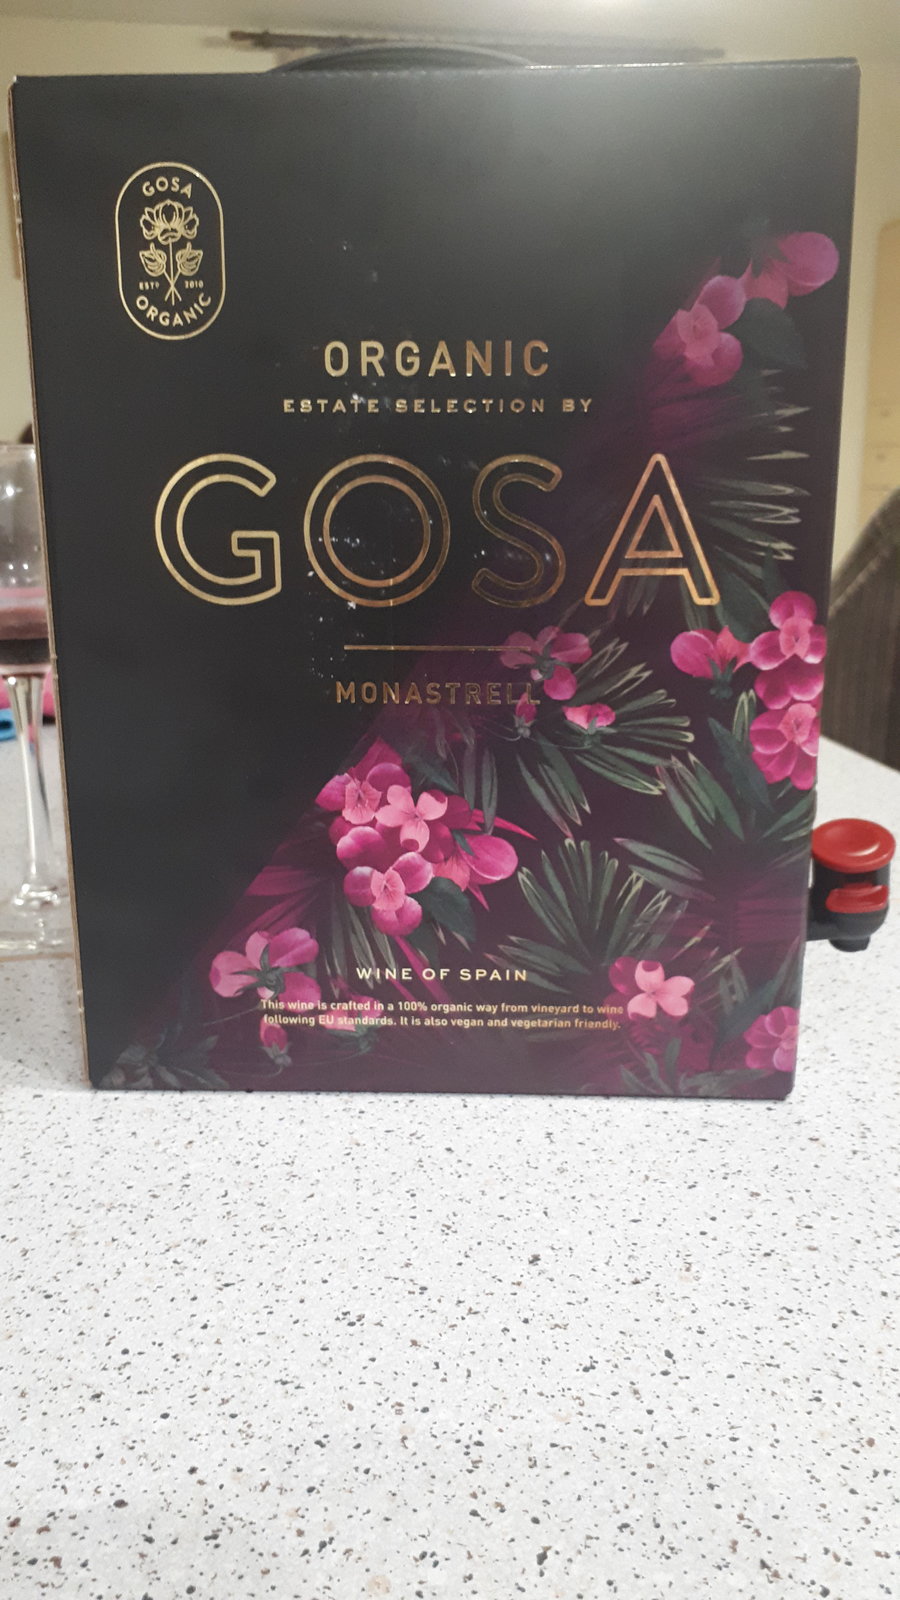 GOSA
ESTD 2010
ORGANIC
ORGANIC
ESTATE SELECTION BY
GOSA
MONASTRELL
WINE OF SPAIN
This wine is crafted in a 100% organic way from vineyard to wine
following EU standards. It is also vegan and vegetarian friendly.